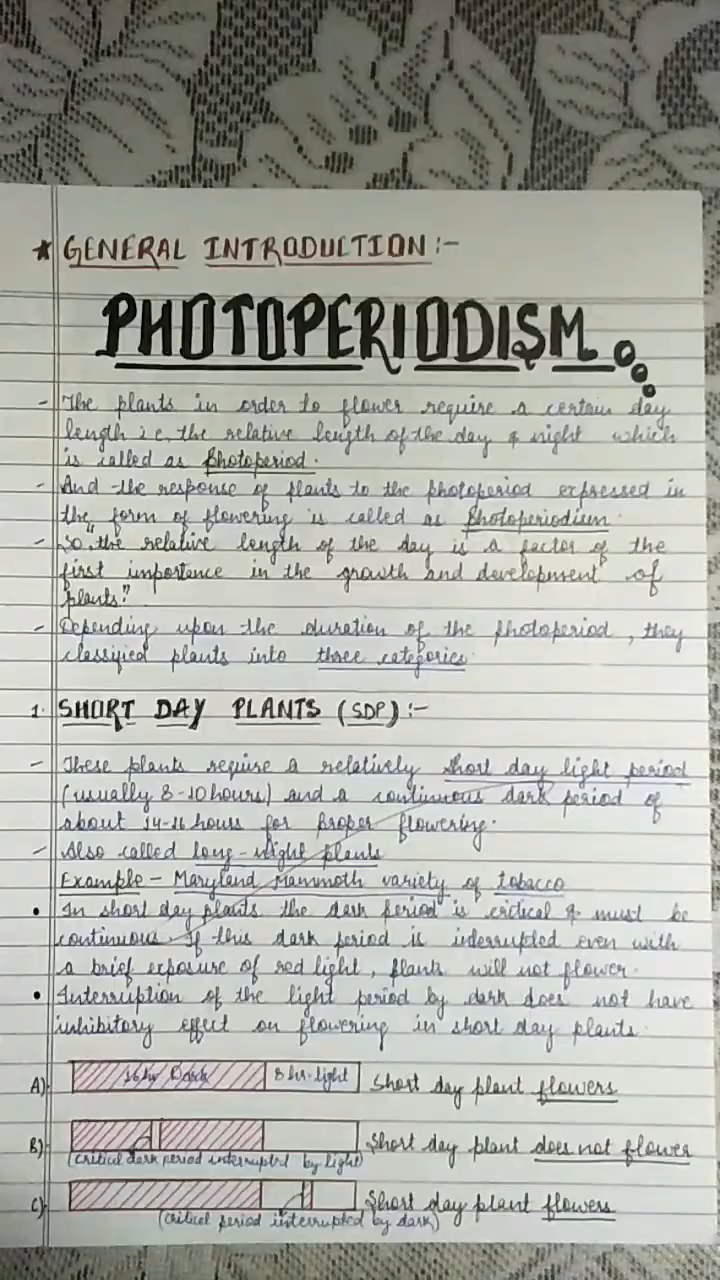 * GENERAL INTRODUCTION :-
PHOTOPERIODISM
- The plants in order to flower require a certain day
length i.e. the relative length of the day & night which
is called as Photoperiod.
- And the response of plants to the photoperiod expressed in
the form of flowering is called as Photoperiodism.
- So, "the relative length of the day is a factor of the
first importance in the growth and development of
plants".
- Depending upon the duration of the photoperiod, they
classified plants into three categories.
1. SHORT DAY PLANTS (SDP) :-
- These plants require a relatively short day light period
(usually 8-10 hours) and a continuous dark period of
about 14-16 hours for proper flowering.
- Also called long-night plants
Example - Maryland Mammoth variety of tobacco
• In short day plants the dark period is critical & must be
continuous. If this dark period is interrupted even with
a brief exposure of red light, plants will not flower.
• Interruption of the light period by dark does not have
inhibitory effect on flowering in short day plants.
A) 16hr Dark 8 hr light Short day plant flowers
B) Short day plant does not flower
(critical dark period interrupted by light)
C) Short day plant flowers
(critical period interrupted by dark)